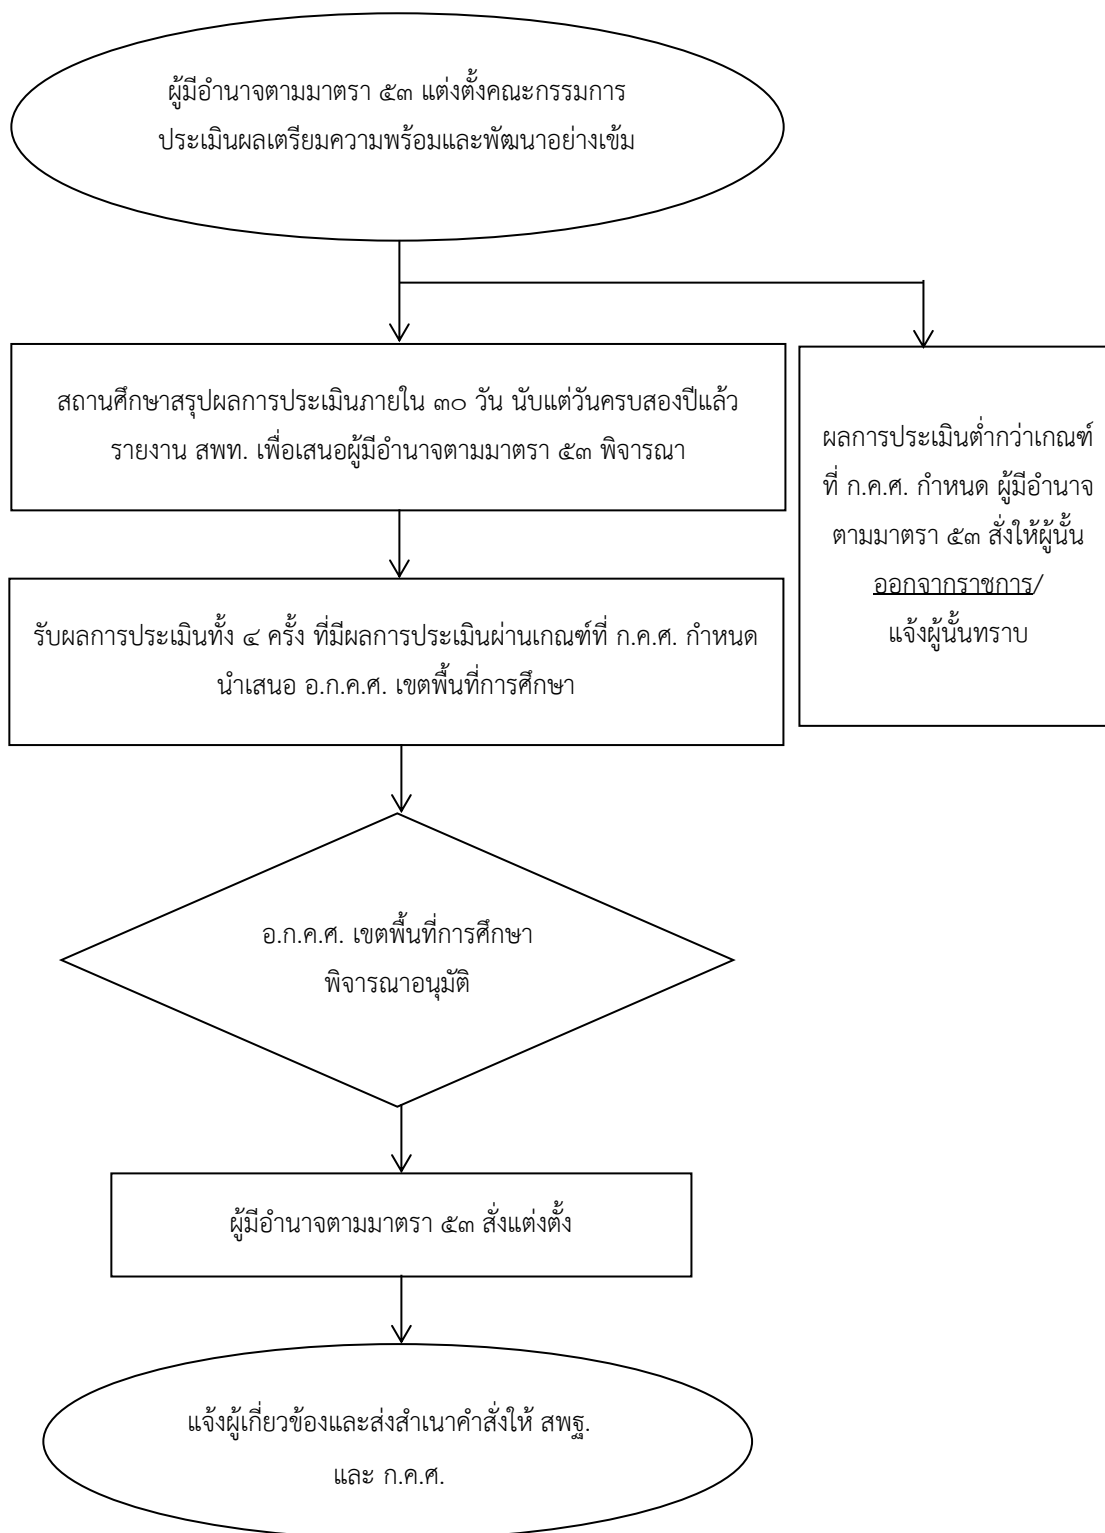 ผู้มีอำนาจตามมาตรา ๕๓ แต่งตั้งคณะกรรมการ
ประเมินผลเตรียมความพร้อมและพัฒนาอย่างเข้ม
สถานศึกษาสรุปผลการประเมินภายใน ๓๐ วัน นับแต่วันครบสองปีแล้ว
รายงาน สพท. เพื่อเสนอผู้มีอำนาจตามมาตรา ๕๓ พิจารณา
ผลการประเมินต่ำกว่าเกณฑ์
ที่ ก.ค.ศ. กำหนด ผู้มีอำนาจ
ตามมาตรา ๕๓ สั่งให้ผู้นั้น
ออกจากราชการ/
แจ้งผู้นั้นทราบ
รับผลการประเมินทั้ง ๔ ครั้ง ที่มีผลการประเมินผ่านเกณฑ์ที่ ก.ค.ศ. กำหนด
นำเสนอ อ.ก.ค.ศ. เขตพื้นที่การศึกษา
อ.ก.ค.ศ. เขตพื้นที่การศึกษา
พิจารณาอนุมัติ
ผู้มีอำนาจตามมาตรา ๕๓ สั่งแต่งตั้ง
แจ้งผู้เกี่ยวข้องและส่งสำเนาคำสั่งให้ สพฐ.
และ ก.ค.ศ.